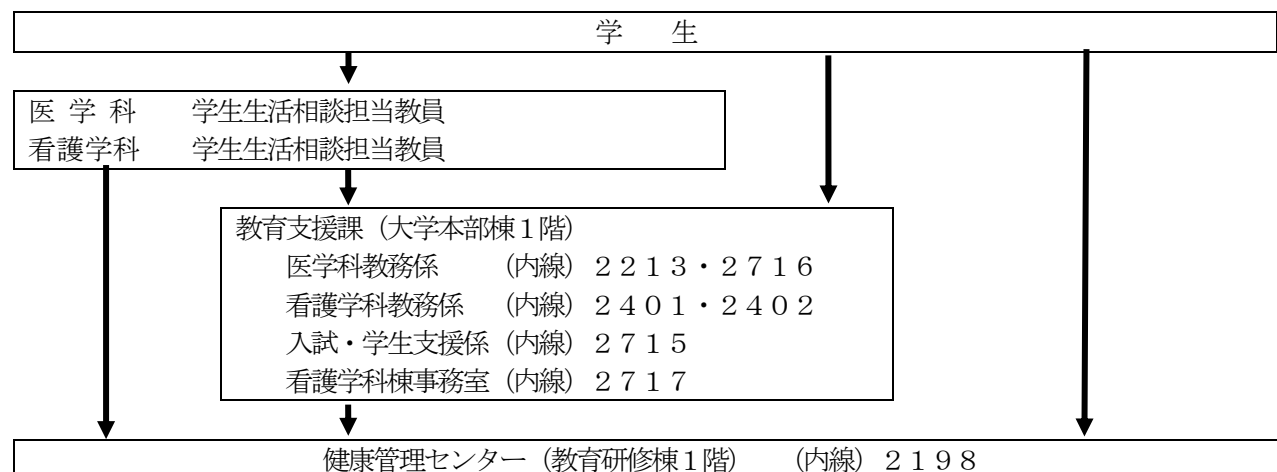 学　　生
医 学 科　　学生生活相談担当教員
看護学科　　学生生活相談担当教員
教育支援課（大学本部棟１階）
医学科教務係　　（内線）２２１３・２７１６
看護学科教務係　（内線）２４０１・２４０２
入試・学生支援係（内線）２７１５
看護学科棟事務室（内線）２７１７
健康管理センター（教育研修棟１階）　　（内線）２１９８